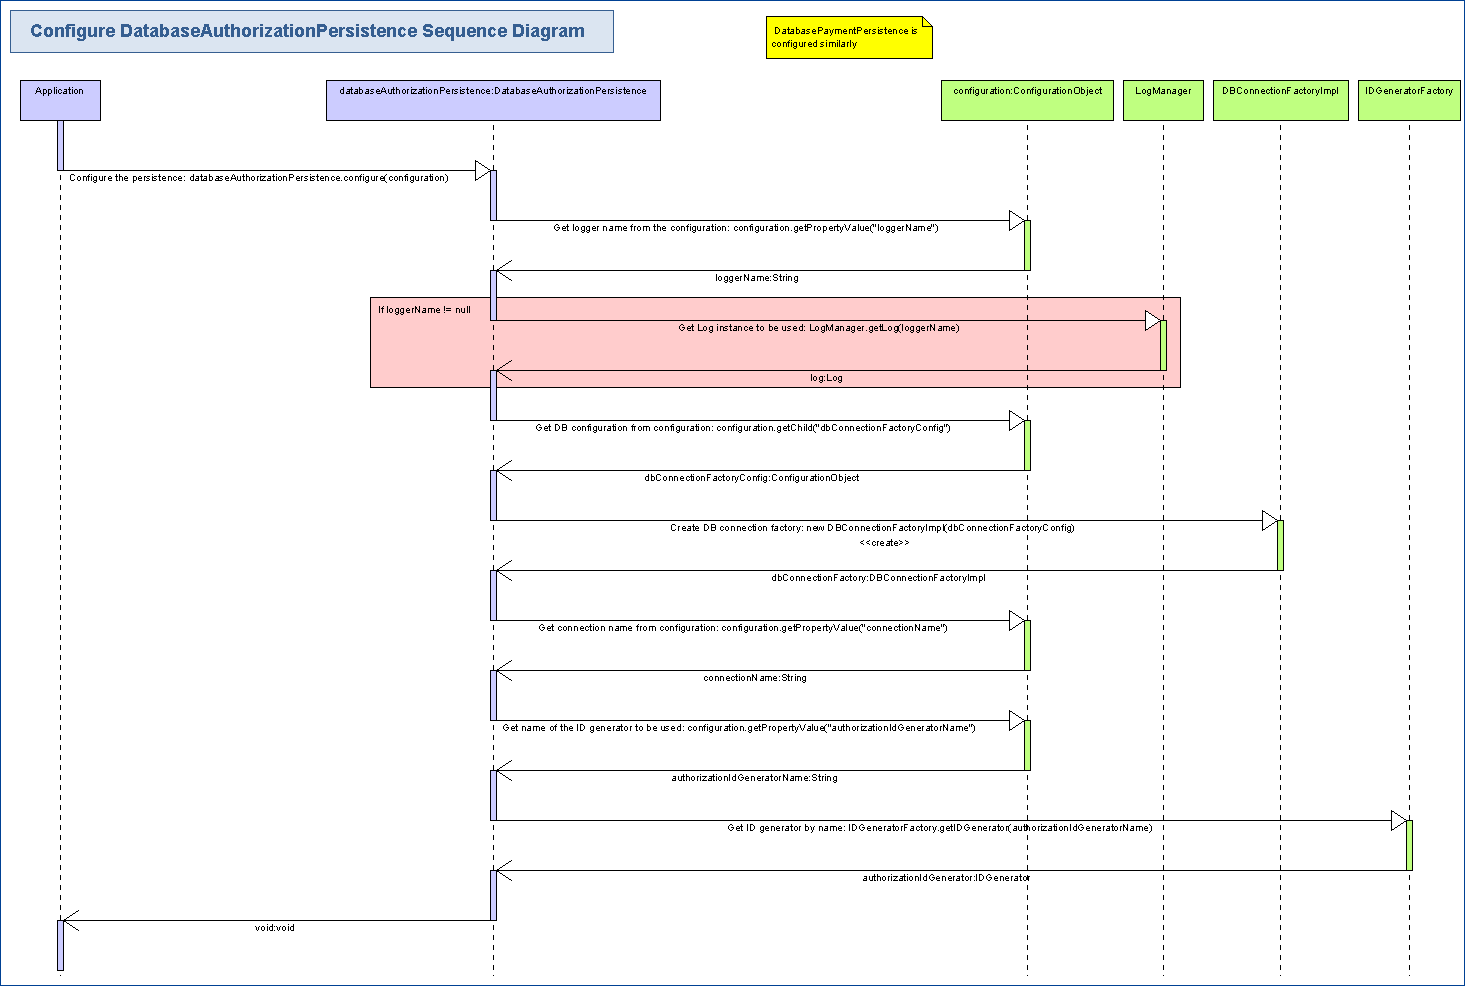 Configure DatabaseAuthorizationPersistence Sequence Diagram
DatabasePaymentPersistence is
configured similarly
Application
databaseAuthorizationPersistence:DatabaseAuthorizationPersistence
configuration:ConfigurationObject
LogManager
DBConnectionFactoryImpl
IDGeneratorFactory
Configure the persistence: databaseAuthorizationPersistence.configure(configuration)
Get logger name from the configuration: configuration.getPropertyValue("loggerName")
loggerName:String
If loggerName != null
Get Log instance to be used: LogManager.getLog(loggerName)
log:Log
Get DB configuration from configuration: configuration.getChild("dbConnectionFactoryConfig")
dbConnectionFactoryConfig:ConfigurationObject
Create DB connection factory: new DBConnectionFactoryImpl(dbConnectionFactoryConfig)
<<create>>
dbConnectionFactory:DBConnectionFactoryImpl
Get connection name from configuration: configuration.getPropertyValue("connectionName")
connectionName:String
Get name of the ID generator to be used: configuration.getPropertyValue("authorizationIdGeneratorName")
authorizationIdGeneratorName:String
Get ID generator by name: IDGeneratorFactory.getIDGenerator(authorizationIdGeneratorName)
authorizationIdGenerator:IDGenerator
void:void